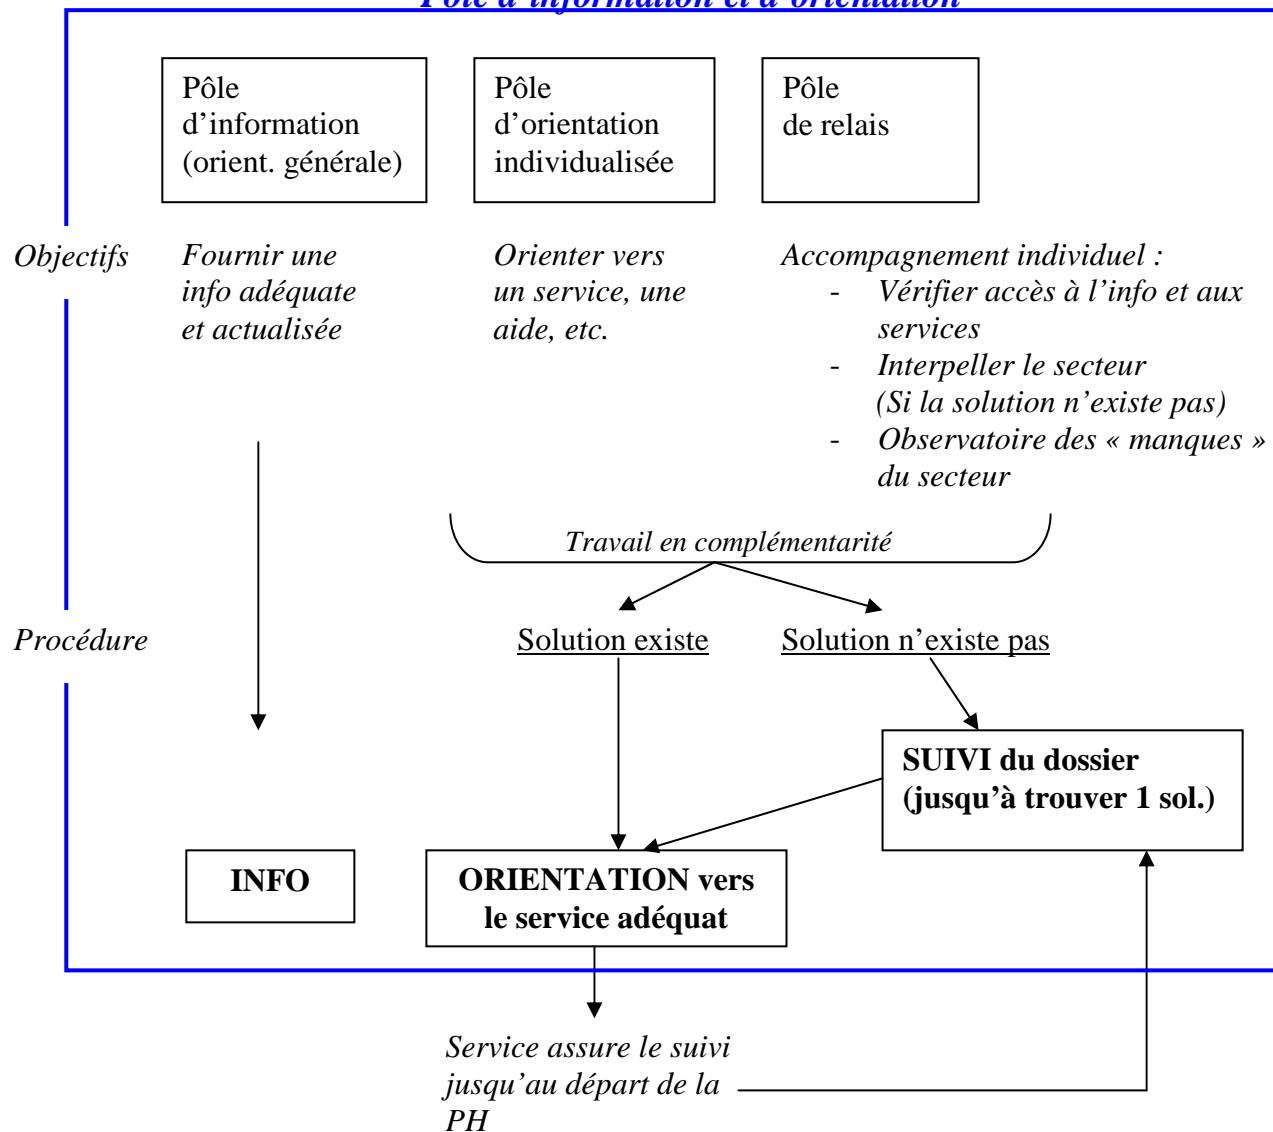 Pôle d’information et d’orientation
Pôle
d’information
(orient. générale)
Pôle
d’orientation
individualisée
Pôle
de relais
Objectifs
Fournir une
info adéquate
et actualisée
Orienter vers
un service, une
aide, etc.
Accompagnement individuel :
- Vérifier accès à l’info et aux
services
- Interpeller le secteur
(Si la solution n’existe pas)
- Observatoire des « manques »
du secteur
Travail en complémentarité
Procédure
Solution existe
Solution n’existe pas
SUIVI du dossier
(jusqu’à trouver 1 sol.)
INFO
ORIENTATION vers
le service adéquat
Service assure le suivi
jusqu’au départ de la
PH